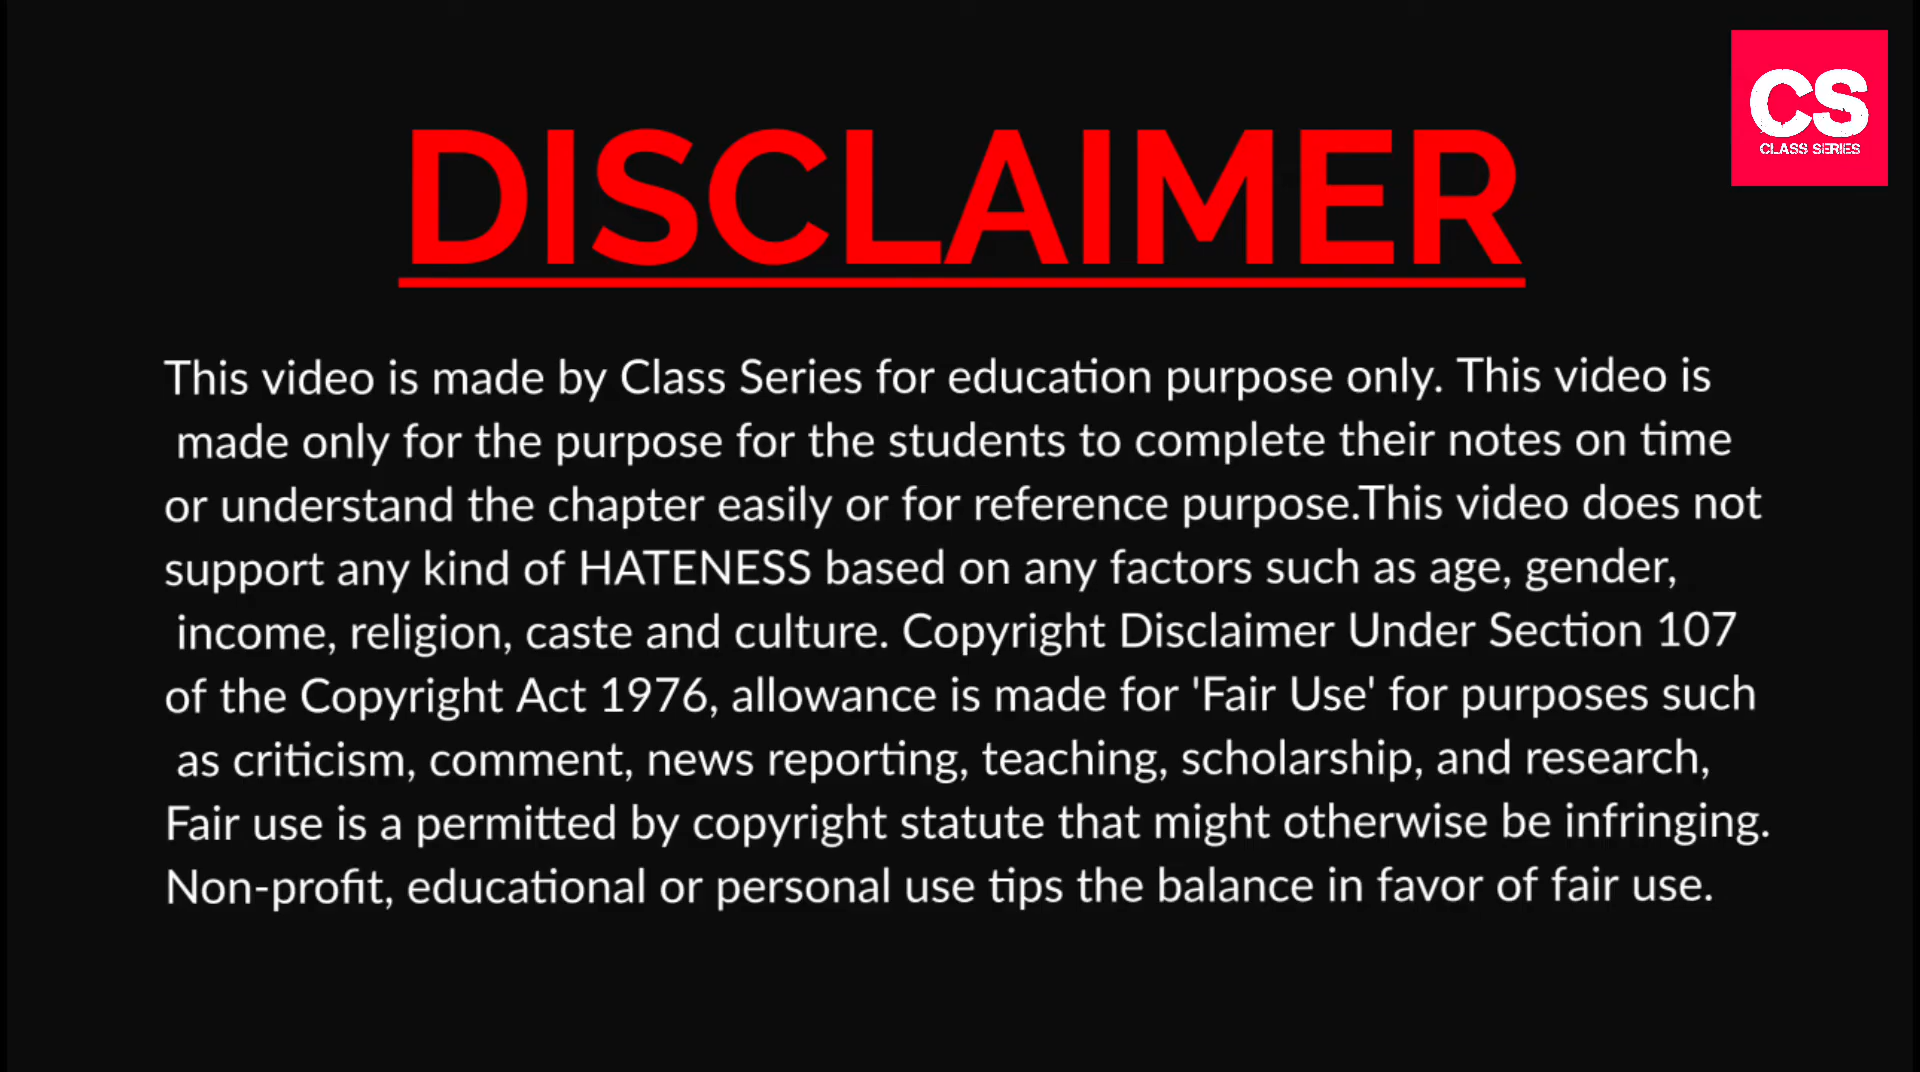 CS
CLASS SERIES
DISCLAIMER
This video is made by Class Series for education purpose only. This video is
made only for the purpose for the students to complete their notes on time
or understand the chapter easily or for reference purpose.This video does not
support any kind of HATENESS based on any factors such as age, gender,
income, religion, caste and culture. Copyright Disclaimer Under Section 107
of the Copyright Act 1976, allowance is made for 'Fair Use' for purposes such
as criticism, comment, news reporting, teaching, scholarship, and research,
Fair use is a permitted by copyright statute that might otherwise be infringing.
Non-profit, educational or personal use tips the balance in favor of fair use.